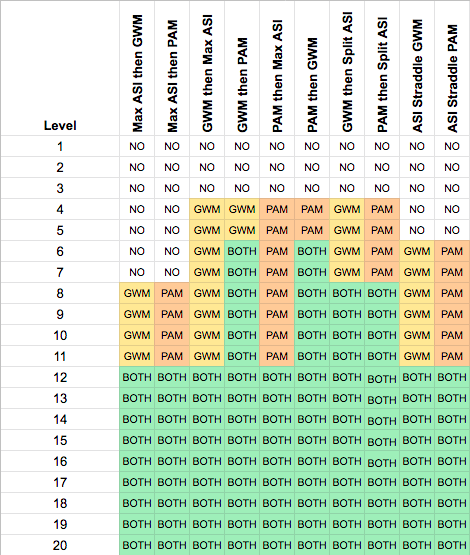 Level Max ASI then GWM Max ASI then PAM GWM then Max ASI GWM then PAM PAM then Max ASI PAM then GWM GWM then Split ASI PAM then Split ASI ASI Straddle GWM ASI Straddle PAM
1 NO NO NO NO NO NO NO NO NO NO
2 NO NO NO NO NO NO NO NO NO NO
3 NO NO NO NO NO NO NO NO NO NO
4 NO NO GWM GWM PAM PAM GWM PAM NO NO
5 NO NO GWM GWM PAM PAM GWM PAM NO NO
6 NO NO GWM BOTH PAM BOTH GWM PAM GWM PAM
7 NO NO GWM BOTH PAM BOTH GWM PAM GWM PAM
8 GWM PAM GWM BOTH PAM BOTH BOTH BOTH GWM PAM
9 GWM PAM GWM BOTH PAM BOTH BOTH BOTH GWM PAM
10 GWM PAM GWM BOTH PAM BOTH BOTH BOTH GWM PAM
11 GWM PAM GWM BOTH PAM BOTH BOTH BOTH GWM PAM
12 BOTH BOTH BOTH BOTH BOTH BOTH BOTH BOTH BOTH BOTH
13 BOTH BOTH BOTH BOTH BOTH BOTH BOTH BOTH BOTH BOTH
14 BOTH BOTH BOTH BOTH BOTH BOTH BOTH BOTH BOTH BOTH
15 BOTH BOTH BOTH BOTH BOTH BOTH BOTH BOTH BOTH BOTH
16 BOTH BOTH BOTH BOTH BOTH BOTH BOTH BOTH BOTH BOTH
17 BOTH BOTH BOTH BOTH BOTH BOTH BOTH BOTH BOTH BOTH
18 BOTH BOTH BOTH BOTH BOTH BOTH BOTH BOTH BOTH BOTH
19 BOTH BOTH BOTH BOTH BOTH BOTH BOTH BOTH BOTH BOTH
20 BOTH BOTH BOTH BOTH BOTH BOTH BOTH BOTH BOTH BOTH